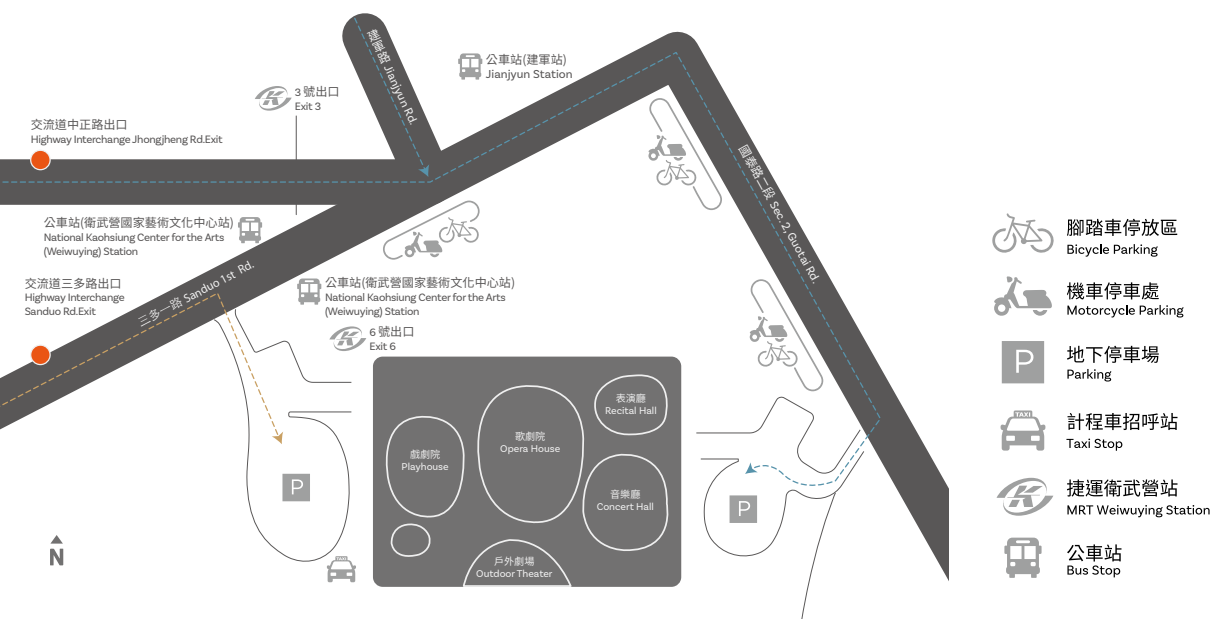 建軍路 Jianjyun Rd.
公車站(建軍站)
Jianjyun Station
3 號出口
Exit 3
交流道中正路出口
Highway Interchange Jhongjheng Rd.Exit
公車站(衛武營國家藝術文化中心站)
National Kaohsiung Center for the Arts
(Weiwuying) Station
交流道三多路出口
Highway Interchange
Sanduo Rd.Exit
三多一路 Sanduo 1st Rd.
公車站(衛武營國家藝術文化中心站)
National Kaohsiung Center for the Arts
(Weiwuying) Station
6 號出口
Exit 6
國泰路二段 Sec. 2, Guotai Rd.
表演廳
Recital Hall
歌劇院
Opera House
戲劇院
Playhouse
音樂廳
Concert Hall
戶外劇場
Outdoor Theater
P
P
TAXI
N
腳踏車停放區
Bicycle Parking
機車停車處
Motorcycle Parking
P
地下停車場
Parking
TAXI
計程車招呼站
Taxi Stop
捷運衛武營站
MRT Weiwuying Station
公車站
Bus Stop